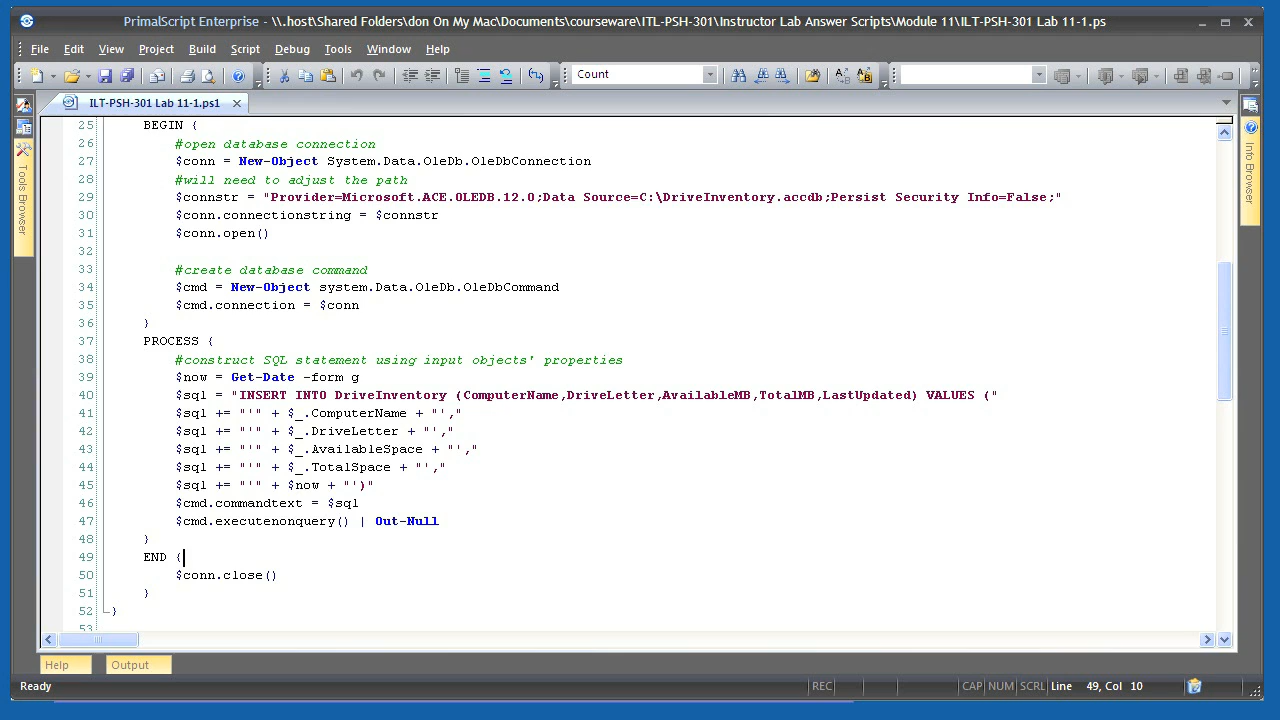 PrimalScript Enterprise - \\.host\Shared Folders\don On My Mac\Documents\courseware\ITL-PSH-301\Instructor Lab Answer Scripts\Module 11\ILT-PSH-301 Lab 11-1.ps
File Edit View Project Build Script Debug Tools Window Help
Count
ILT-PSH-301 Lab 11-1.ps1
Tools Browser
Info Browser
25 BEGIN {
26 #open database connection
27 $conn = New-Object System.Data.OleDb.OleDbConnection
28 #will need to adjust the path
29 $connstr = "Provider=Microsoft.ACE.OLEDB.12.0;Data Source=C:\DriveInventory.accdb;Persist Security Info=False;"
30 $conn.connectionstring = $connstr
31 $conn.open()
32
33 #create database command
34 $cmd = New-Object system.Data.OleDb.OleDbCommand
35 $cmd.connection = $conn
36 }
37 PROCESS {
38 #construct SQL statement using input objects' properties
39 $now = Get-Date -form g
40 $sql = "INSERT INTO DriveInventory (ComputerName,DriveLetter,AvailableMB,TotalMB,LastUpdated) VALUES ("
41 $sql += "'" + $_.ComputerName + "',"
42 $sql += "'" + $_.DriveLetter + "',"
43 $sql += "'" + $_.AvailableSpace + "',"
44 $sql += "'" + $_.TotalSpace + "',"
45 $sql += "'" + $now + "')"
46 $cmd.commandtext = $sql
47 $cmd.executenonquery() | Out-Null
48 }
49 END {
50 $conn.close()
51 }
52 }
53
Help Output
Ready REC CAP NUM SCRL Line 49, Col 10